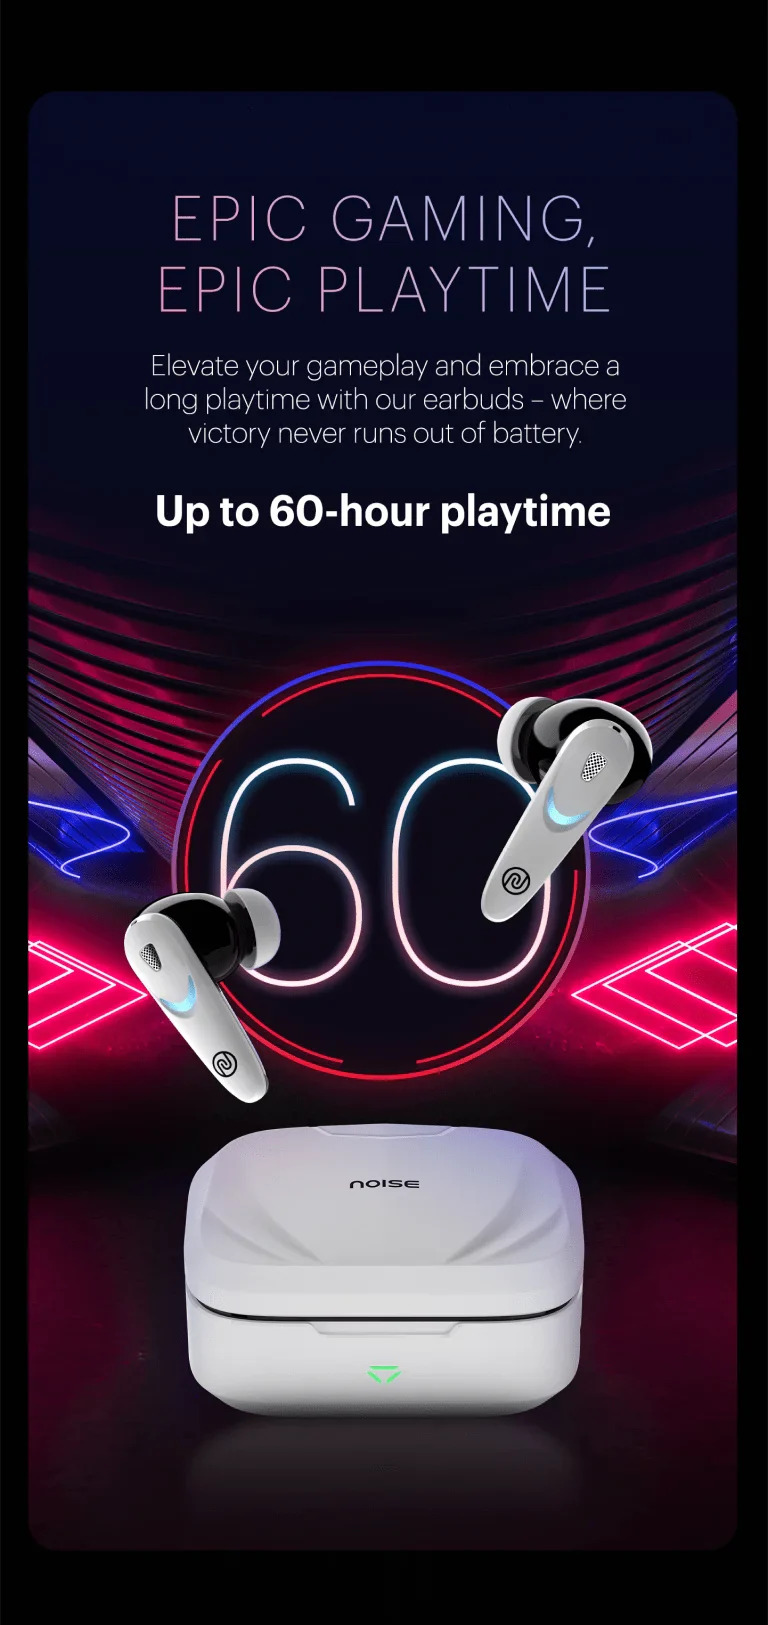 EPIC GAMING,
EPIC PLAYTIME
Elevate your gameplay and embrace a
long playtime with our earbuds – where
victory never runs out of battery.
Up to 60-hour playtime
60
NOISE